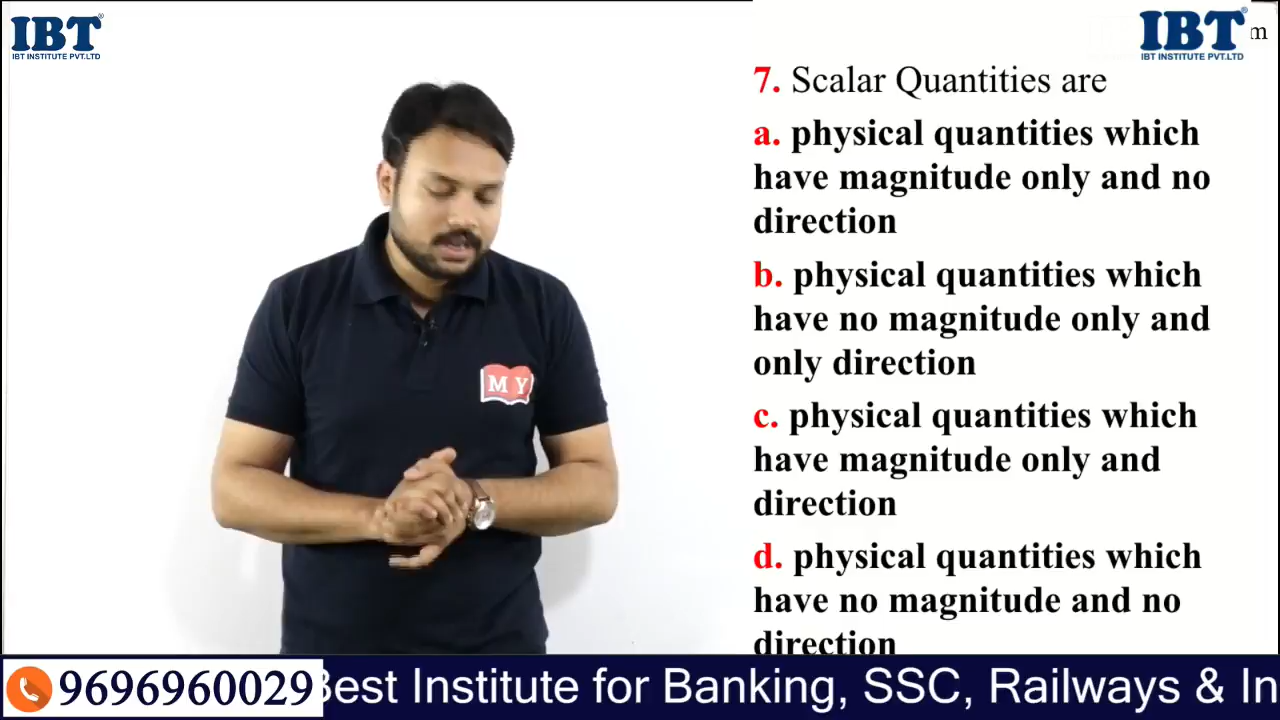 IBT
IBT INSTITUTE PVT.LTD
IBT
IBT INSTITUTE PVT.LTD
m
7. Scalar Quantities are
a. physical quantities which
have magnitude only and no
direction
b. physical quantities which
have no magnitude only and
only direction
c. physical quantities which
have magnitude only and
direction
d. physical quantities which
have no magnitude and no
direction
M Y
9696960029
Best Institute for Banking, SSC, Railways & In